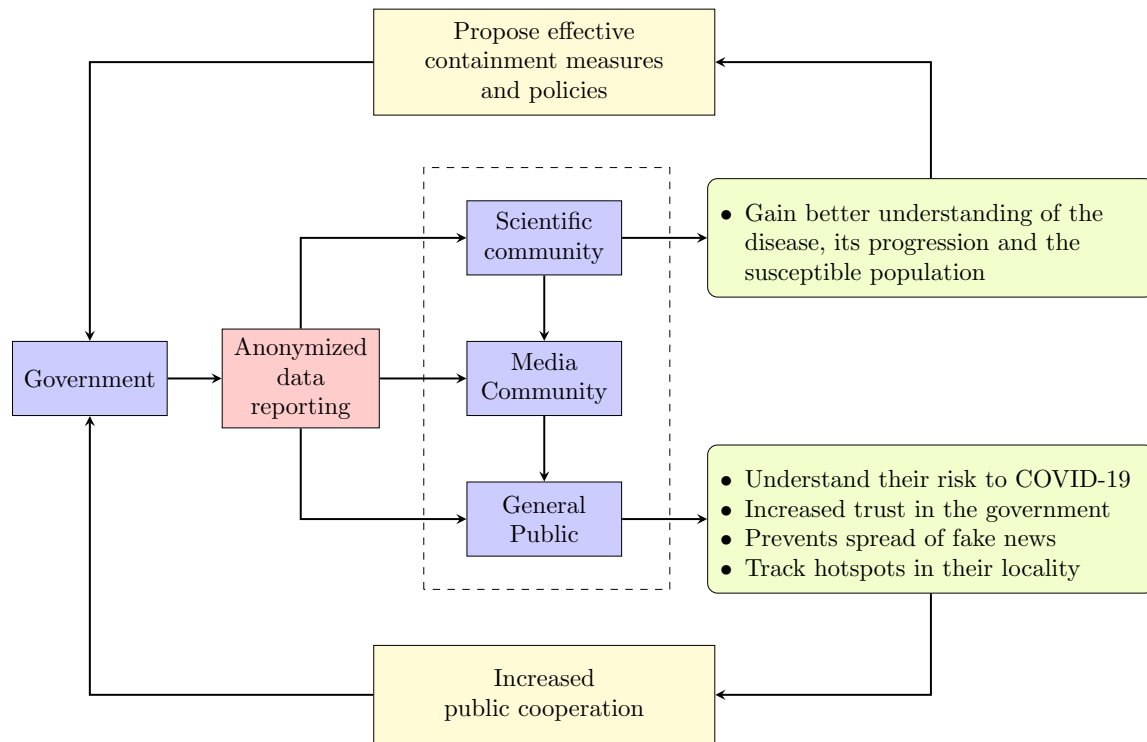 Propose effective
containment measures
and policies
Scientific
community
• Gain better understanding of the
disease, its progression and the
susceptible population
Government
Anonymized
data
reporting
Media
Community
General
Public
• Understand their risk to COVID-19
• Increased trust in the government
• Prevents spread of fake news
• Track hotspots in their locality
Increased
public cooperation